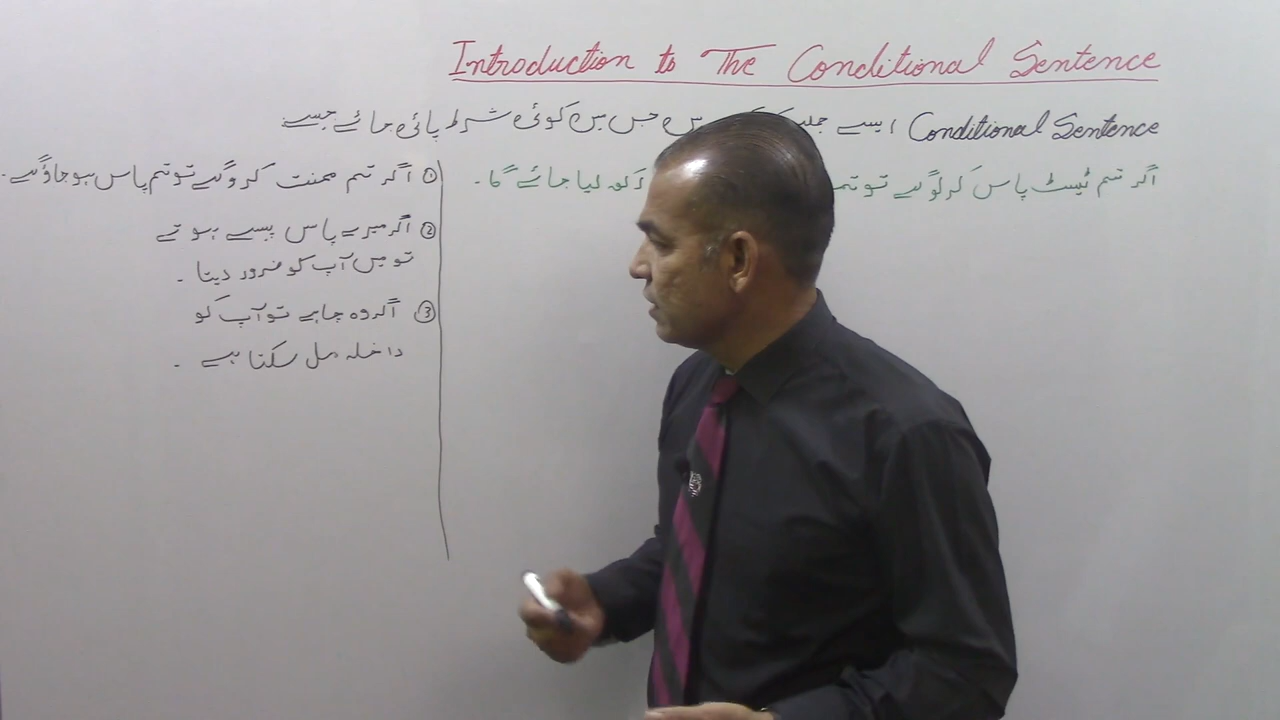 Introduction to The Conditional Sentence
Conditional Sentence ایسے جملے جس میں کوئی شرط پائی جائے جیسے
اگر تم ٹیسٹ پاس کر لو گے تو لیا جائے گا۔
① اگر تم محنت کرو گے تو تم پاس ہو جاؤ گے۔
② اگر میرے پاس پیسے ہوتے
تو میں آپ کو ضرور دیتا۔
③ اگر وہ چاہے تو آپ کو
داخلہ مل سکتا ہے۔